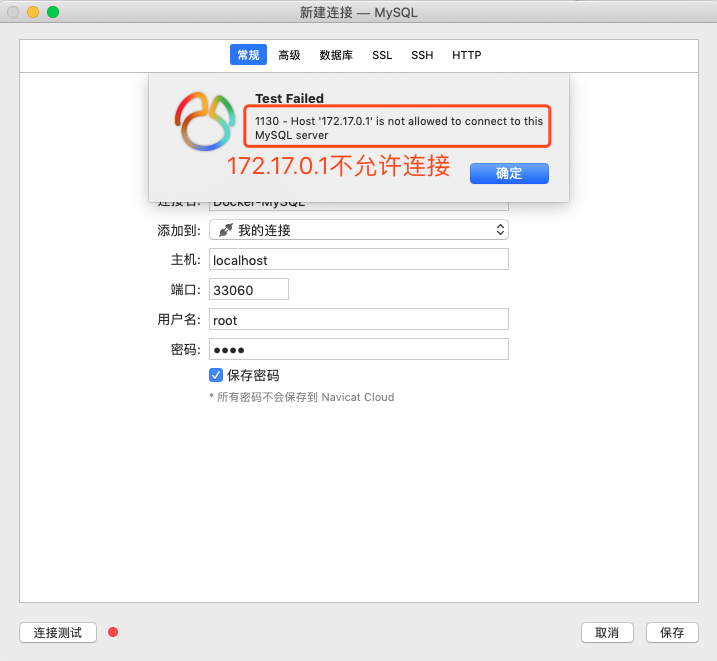 新建连接 — MySQL
常规 高级 数据库 SSL SSH HTTP
Test Failed
1130 - Host '172.17.0.1' is not allowed to connect to this
MySQL server
172.17.0.1不允许连接
确定
连接名: Docker-MySQL
添加到: 我的连接
主机: localhost
端口: 33060
用户名: root
密码: ●●●●
保存密码
* 所有密码不会保存到 Navicat Cloud
连接测试 取消 保存